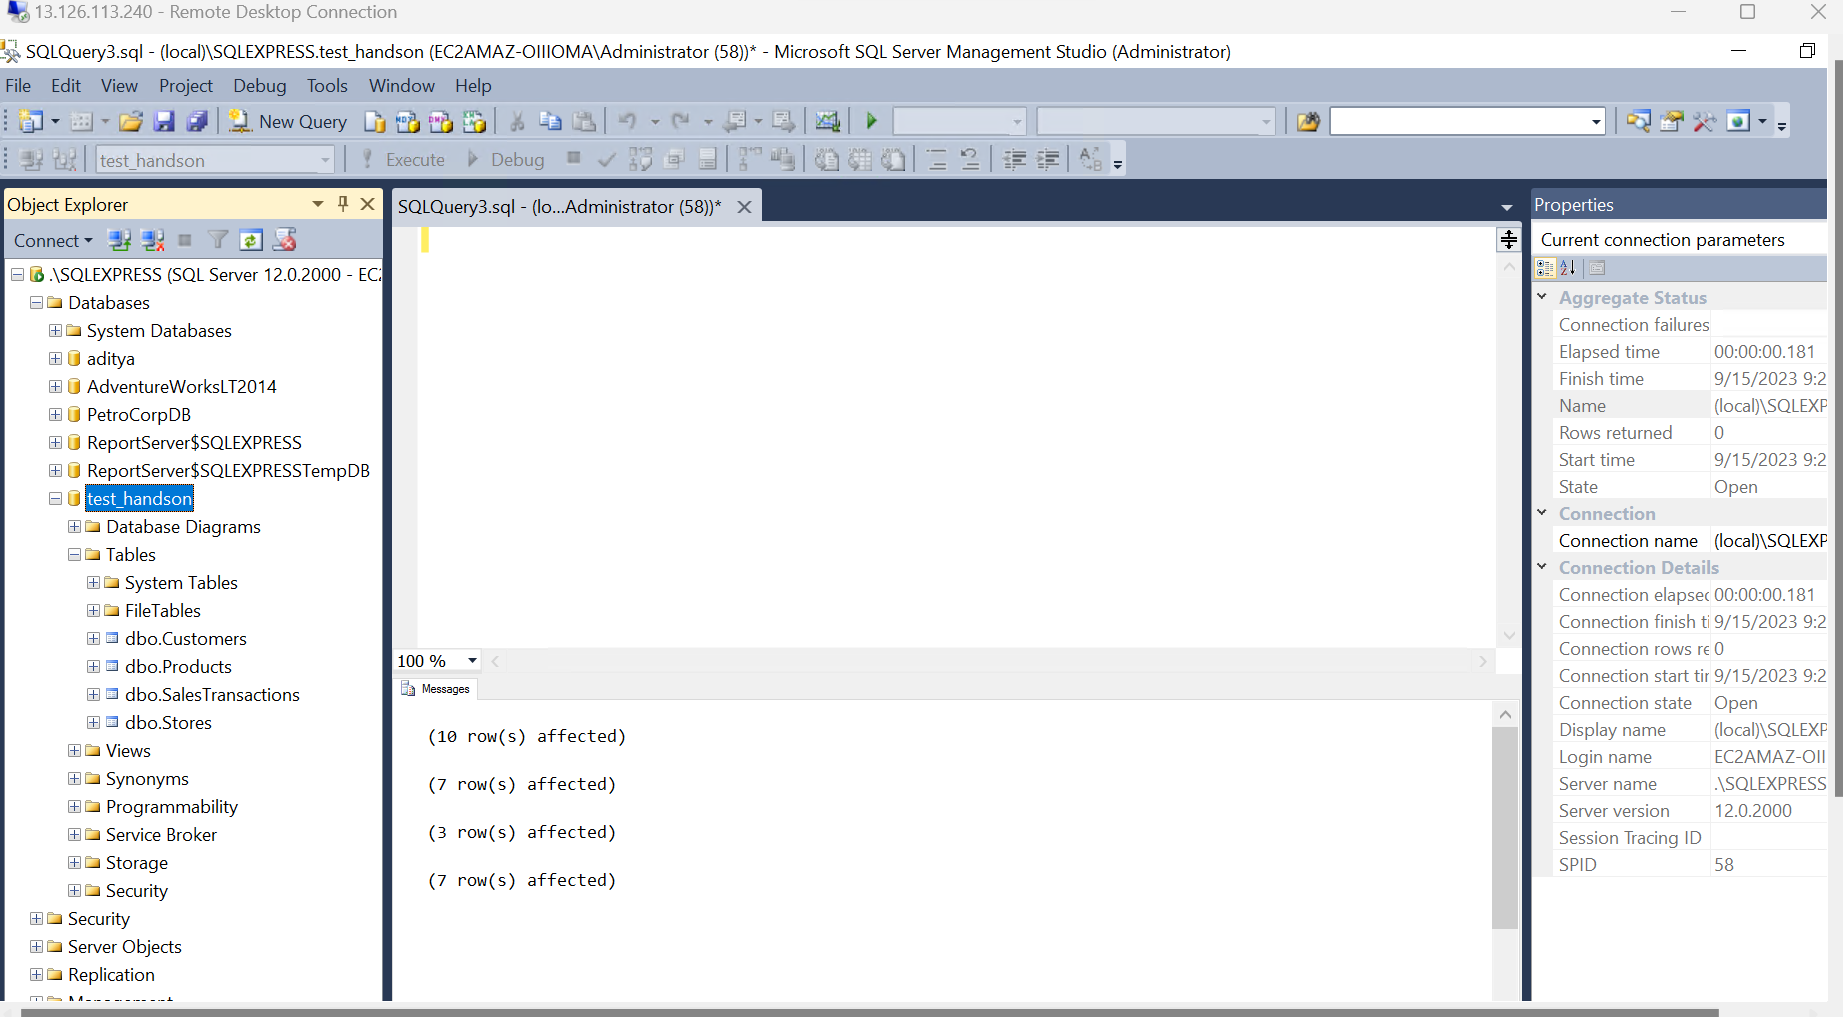 13.126.113.240 - Remote Desktop Connection
SQLQuery3.sql - (local)\SQLEXPRESS.test_handson (EC2AMAZ-OIIIOMA\Administrator (58))* - Microsoft SQL Server Management Studio (Administrator)
File Edit View Project Debug Tools Window Help
New Query
test_handson Execute Debug
Object Explorer
Connect
.\SQLEXPRESS (SQL Server 12.0.2000 - EC
Databases
System Databases
aditya
AdventureWorksLT2014
PetroCorpDB
ReportServer$SQLEXPRESS
ReportServer$SQLEXPRESSTempDB
test_handson
Database Diagrams
Tables
System Tables
FileTables
dbo.Customers
dbo.Products
dbo.SalesTransactions
dbo.Stores
Views
Synonyms
Programmability
Service Broker
Storage
Security
Security
Server Objects
Replication
Management
SQLQuery3.sql - (lo...Administrator (58))*
100 %
Messages
(10 row(s) affected)
(7 row(s) affected)
(3 row(s) affected)
(7 row(s) affected)
Properties
Current connection parameters
Aggregate Status
Connection failures
Elapsed time 00:00:00.181
Finish time 9/15/2023 9:2
Name (local)\SQLEXP
Rows returned 0
Start time 9/15/2023 9:2
State Open
Connection
Connection name (local)\SQLEXP
Connection Details
Connection elapsec 00:00:00.181
Connection finish ti 9/15/2023 9:2
Connection rows re 0
Connection start tir 9/15/2023 9:2
Connection state Open
Display name (local)\SQLEXP
Login name EC2AMAZ-OII
Server name .\SQLEXPRESS
Server version 12.0.2000
Session Tracing ID
SPID 58